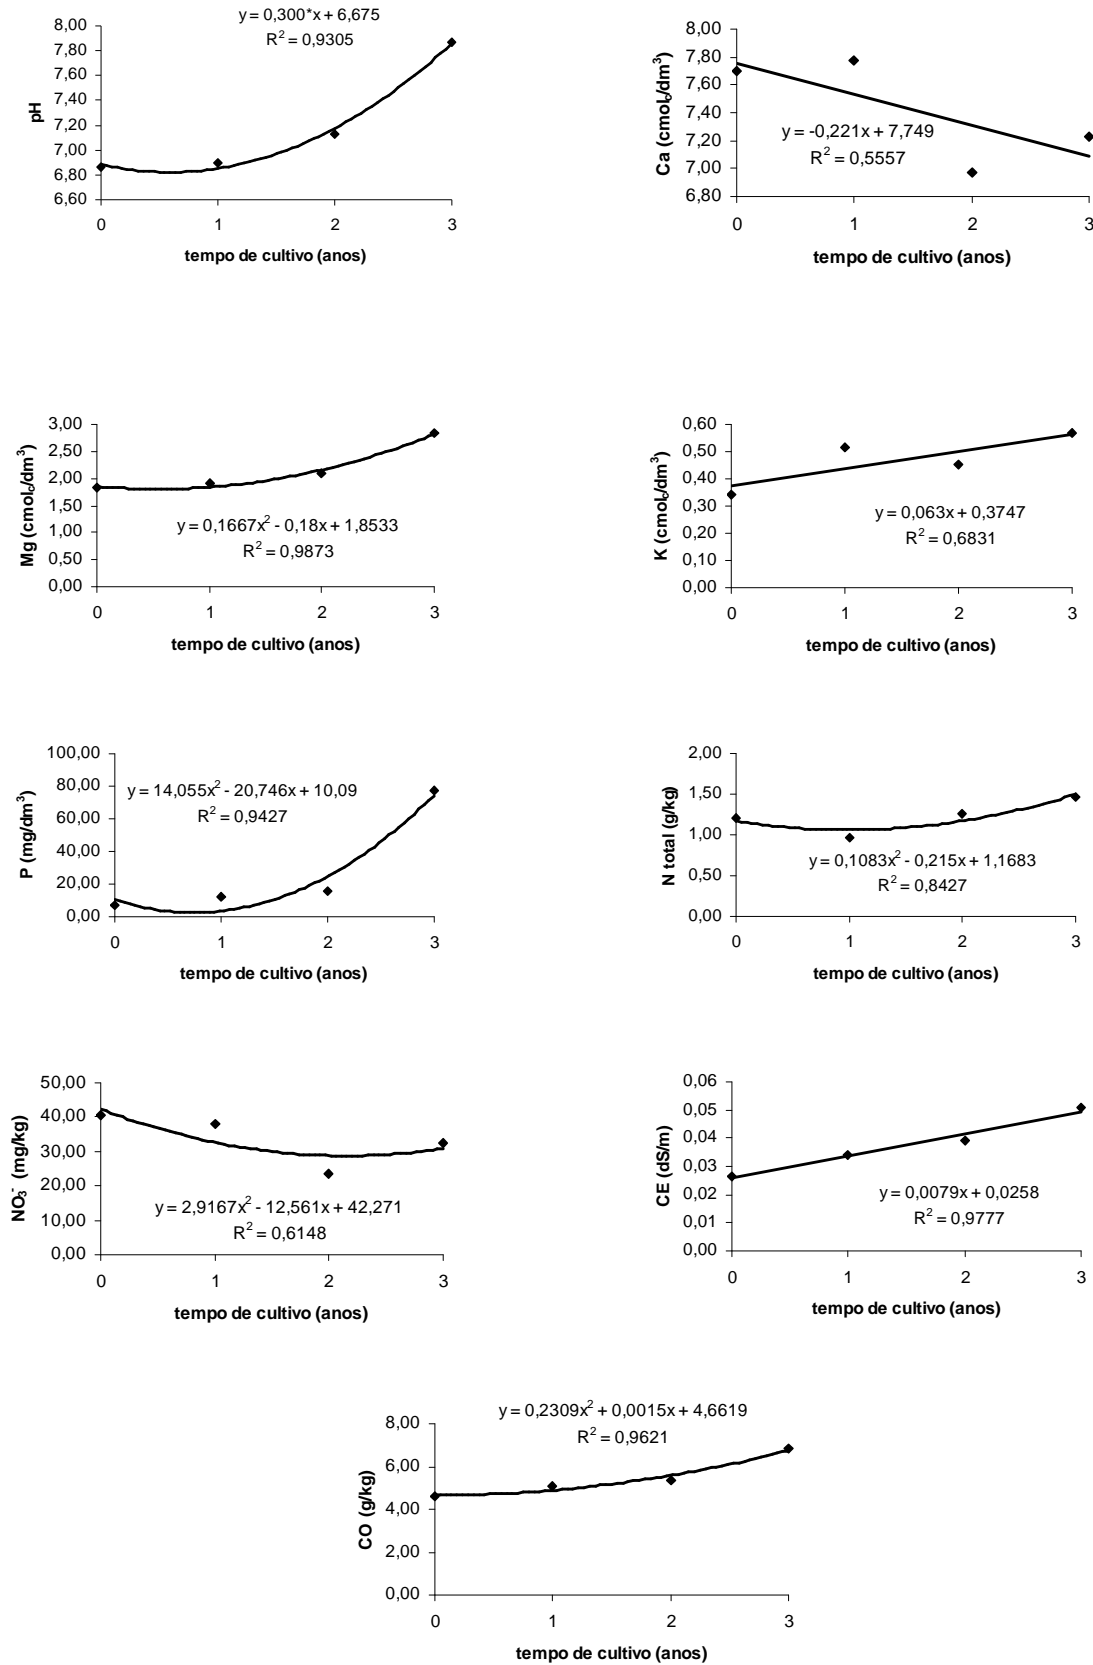 y = 0,300*x + 6,675
R² = 0,9305
8,00
7,80
7,60
7,40
7,20
7,00
6,80
6,60
pH
0 1 2 3
tempo de cultivo (anos)
8,00
7,80
7,60
7,40
7,20
7,00
6,80
Ca (cmolc/dm³)
y = -0,221x + 7,749
R² = 0,5557
0 1 2 3
tempo de cultivo (anos)
3,00
2,50
2,00
1,50
1,00
0,50
0,00
Mg (cmolc/dm³)
y = 0,1667x² - 0,18x + 1,8533
R² = 0,9873
0 1 2 3
tempo de cultivo (anos)
0,60
0,50
0,40
0,30
0,20
0,10
0,00
K (cmolc/dm³)
y = 0,063x + 0,3747
R² = 0,6831
0 1 2 3
tempo de cultivo (anos)
100,00
80,00
60,00
40,00
20,00
0,00
P (mg/dm³)
y = 14,055x² - 20,746x + 10,09
R² = 0,9427
0 1 2 3
tempo de cultivo (anos)
2,00
1,50
1,00
0,50
0,00
N total (g/kg)
y = 0,1083x² - 0,215x + 1,1683
R² = 0,8427
0 1 2 3
tempo de cultivo (anos)
50,00
40,00
30,00
20,00
10,00
0,00
NO₃⁻ (mg/kg)
y = 2,9167x² - 12,561x + 42,271
R² = 0,6148
0 1 2 3
tempo de cultivo (anos)
0,06
0,05
0,04
0,03
0,02
0,01
0,00
CE (dS/m)
y = 0,0079x + 0,0258
R² = 0,9777
0 1 2 3
tempo de cultivo (anos)
y = 0,2309x² + 0,0015x + 4,6619
R² = 0,9621
8,00
6,00
4,00
2,00
0,00
CO (g/kg)
0 1 2 3
tempo de cultivo (anos)